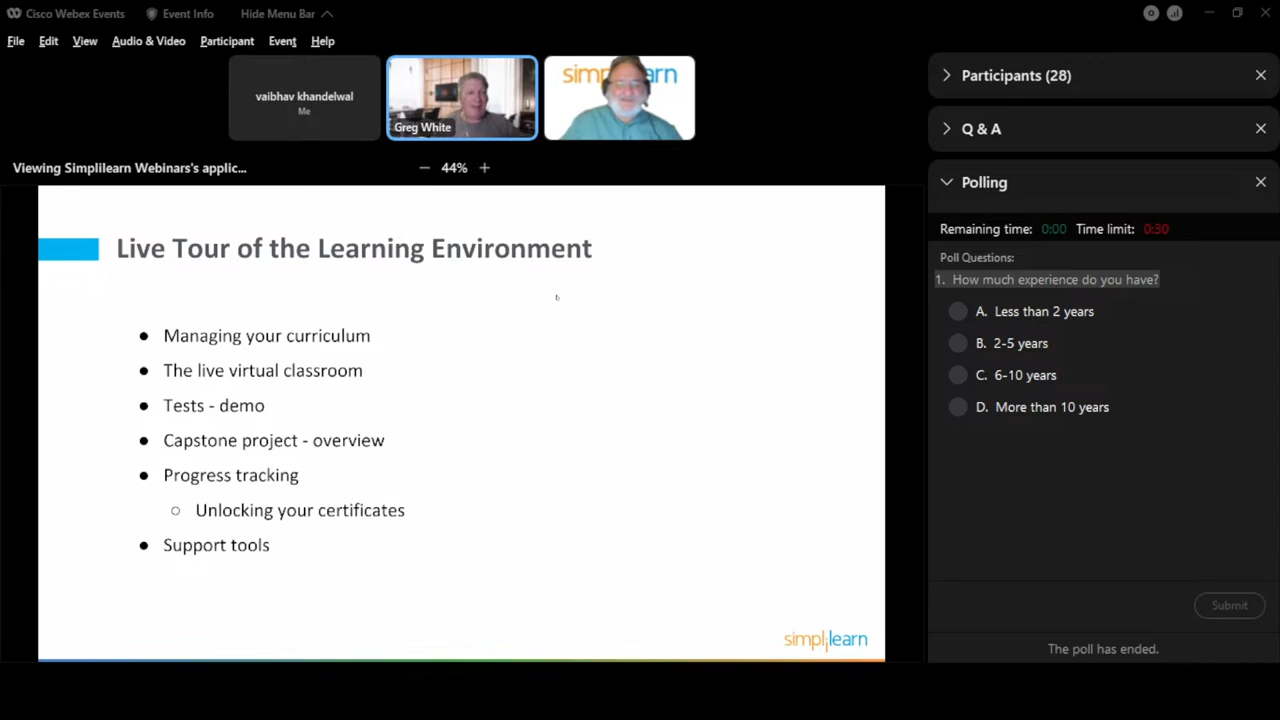 Cisco Webex Events
Event Info
Hide Menu Bar
File Edit View Audio & Video Participant Event Help
vaibhav khandelwal
Me
Greg White
simplilearn
Viewing Simplilearn Webinars's applic...
44%
Live Tour of the Learning Environment
Managing your curriculum
The live virtual classroom
Tests - demo
Capstone project - overview
Progress tracking
Unlocking your certificates
Support tools
simplilearn
Participants (28)
Q & A
Polling
Remaining time: 0:00 Time limit: 0:30
Poll Questions:
1. How much experience do you have?
A. Less than 2 years
B. 2-5 years
C. 6-10 years
D. More than 10 years
Submit
The poll has ended.